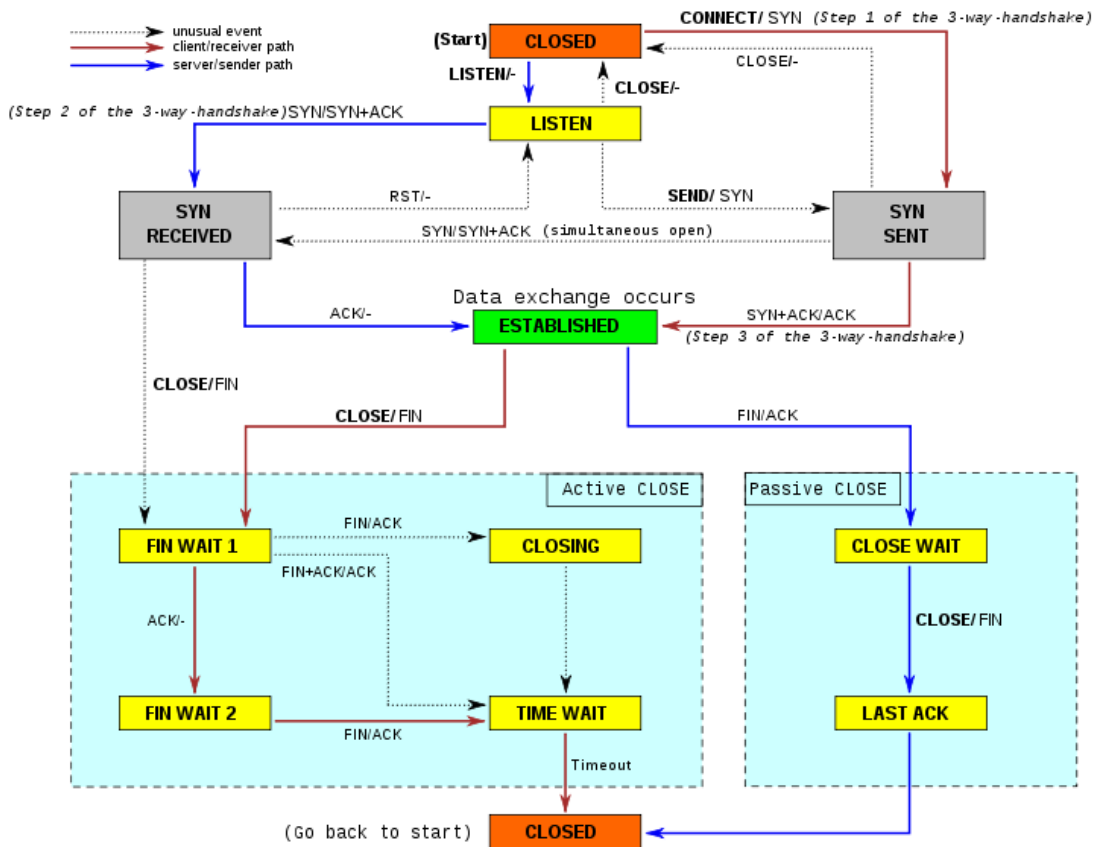 CONNECT/ SYN (Step 1 of the 3-way-handshake)
unusual event
client/receiver path
server/sender path
(Start)
CLOSED
CLOSE/-
LISTEN/-
CLOSE/-
(Step 2 of the 3-way-handshake)SYN/SYN+ACK
LISTEN
RST/-
SEND/ SYN
SYN
RECEIVED
SYN
SENT
SYN/SYN+ACK (simultaneous open)
Data exchange occurs
ACK/-
ESTABLISHED
SYN+ACK/ACK
(Step 3 of the 3-way-handshake)
CLOSE/FIN
CLOSE/FIN
FIN/ACK
Active CLOSE
Passive CLOSE
FIN WAIT 1
FIN/ACK
CLOSING
CLOSE WAIT
FIN+ACK/ACK
ACK/-
CLOSE/FIN
FIN WAIT 2
TIME WAIT
LAST ACK
FIN/ACK
Timeout
(Go back to start)
CLOSED